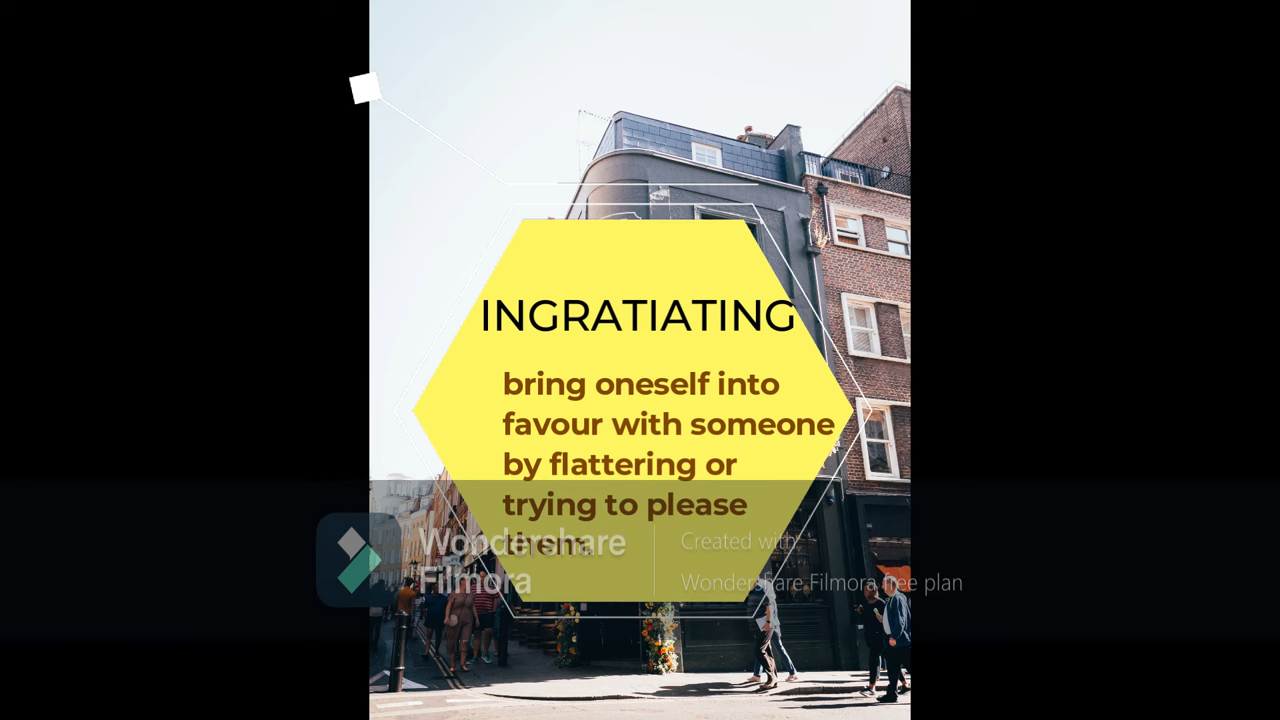 INGRATIATING
bring oneself into
favour with someone
by flattering or
trying to please
them.
Wondershare
Filmora
Created with
Wondershare Filmora free plan